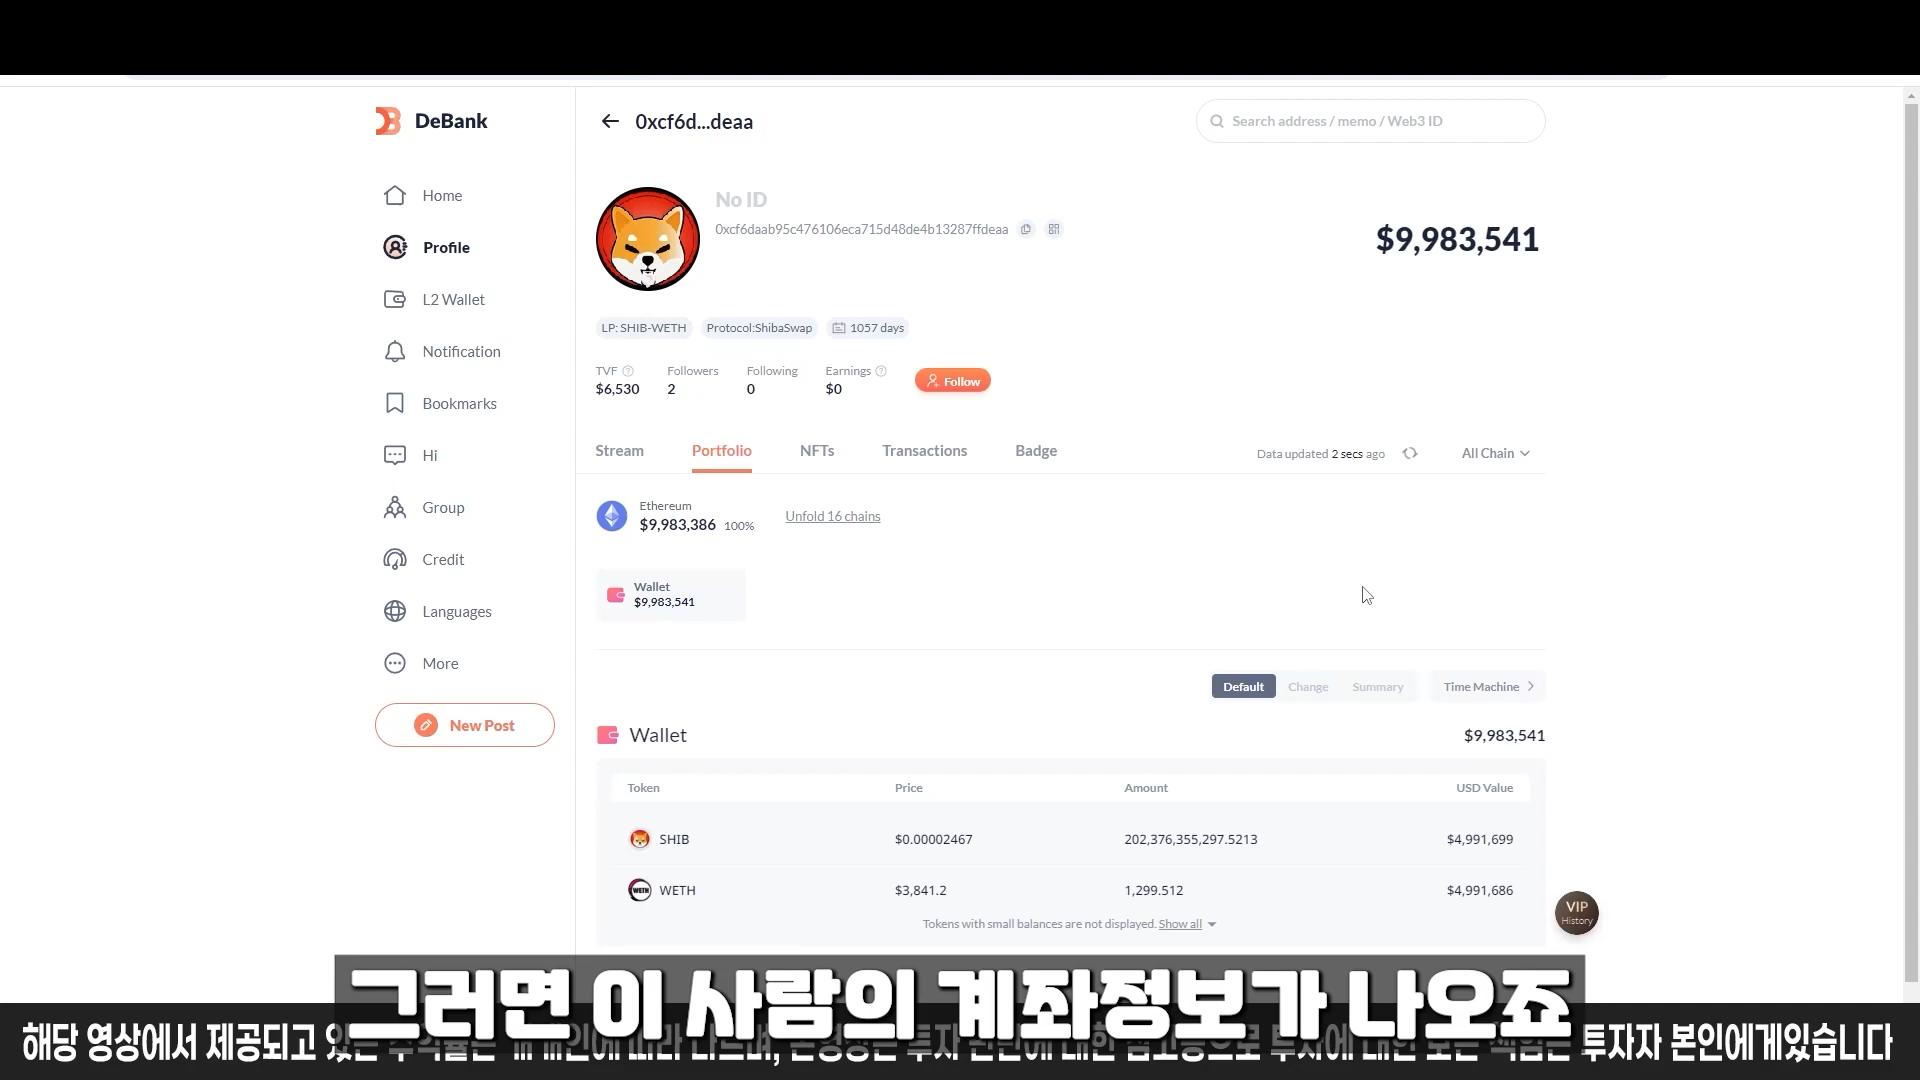 DeBank
0xcf6d...deaa
Search address / memo / Web3 ID
Home
Profile
L2 Wallet
Notification
Bookmarks
Hi
Group
Credit
Languages
More
New Post
No ID
0xcf6daab95c476106eca715d48de4b13287ffdeaa
$9,983,541
LP: SHIB-WETH
Protocol:ShibaSwap
1057 days
TVF Followers Following Earnings
$6,530 2 0 $0
Follow
Stream Portfolio NFTs Transactions Badge
Data updated 2 secs ago
All Chain
Ethereum
$9,983,386 100%
Unfold 16 chains
Wallet
$9,983,541
Default Change Summary Time Machine
Wallet $9,983,541
Token Price Amount USD Value
SHIB $0.00002467 202,376,355,297.5213 $4,991,699
WETH WETH $3,841.2 1,299.512 $4,991,686
Tokens with small balances are not displayed. Show all
VIP
History
그러면 이 사람의 계좌정보가 나오죠
해당 영상에서 제공되고 투자자 본인에게있습니다